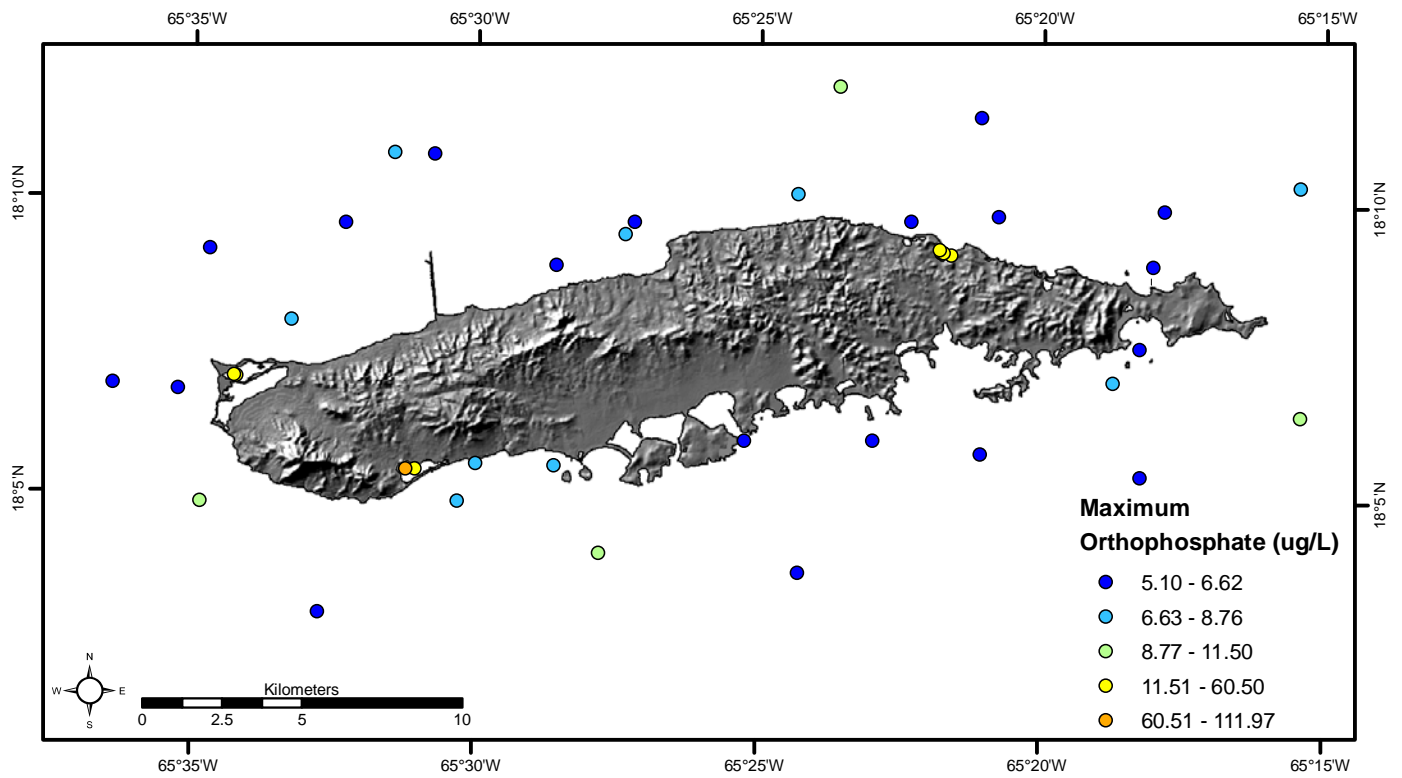 65°35'W 65°30'W 65°25'W 65°20'W 65°15'W
18°10'N
18°10'N
18°5'N
18°5'N
Maximum
Orthophosphate (ug/L)
5.10 - 6.62
6.63 - 8.76
8.77 - 11.50
11.51 - 60.50
60.51 - 111.97
N
W E
S
Kilometers
0 2.5 5 10
65°35'W 65°30'W 65°25'W 65°20'W 65°15'W